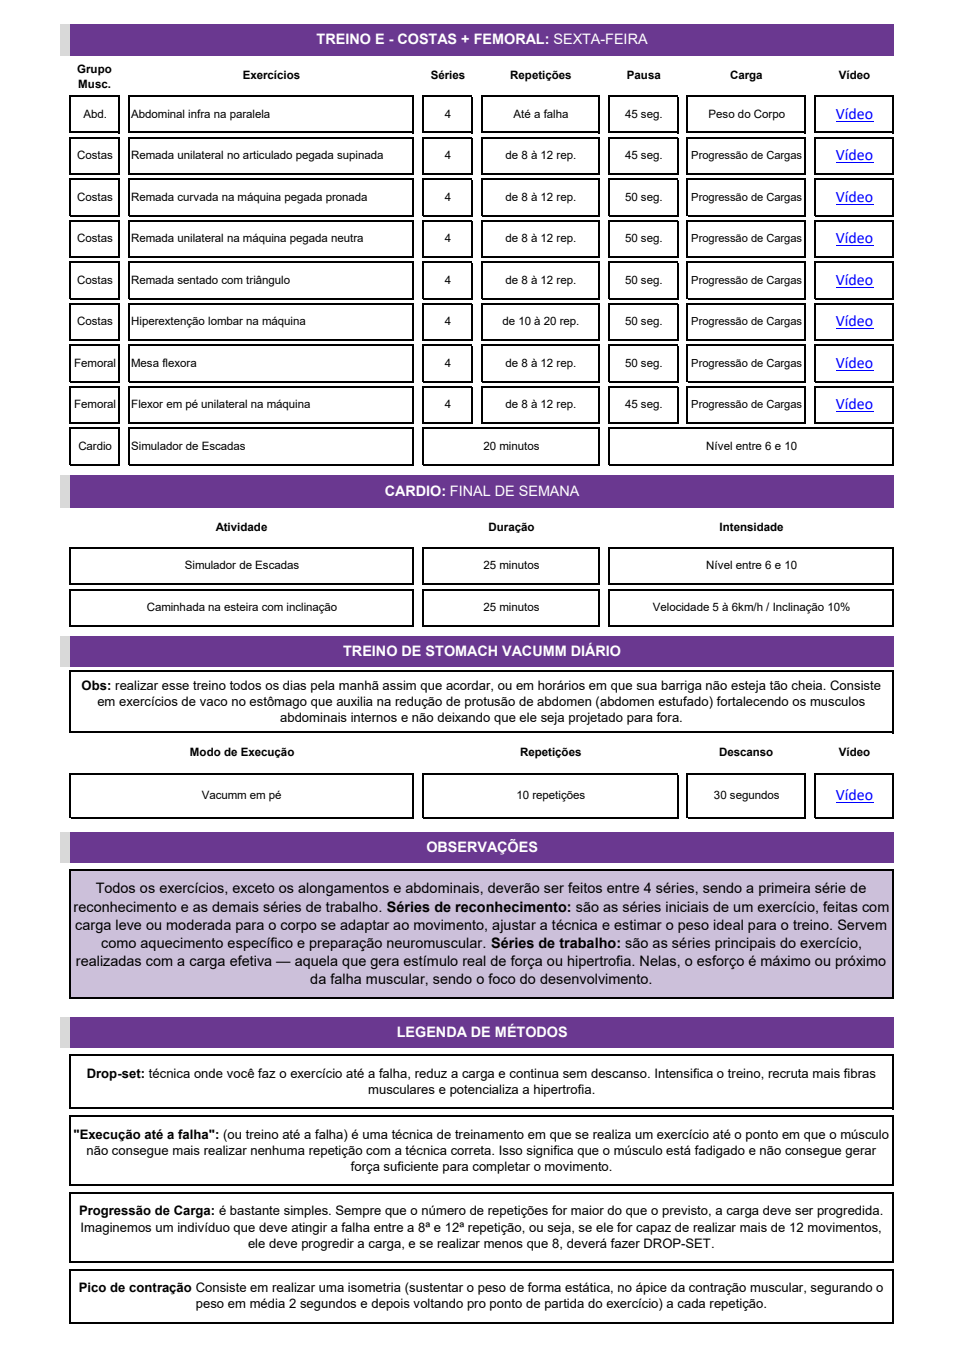 TREINO E - COSTAS + FEMORAL: SEXTA-FEIRA
Grupo Musc. Exercícios Séries Repetições Pausa Carga Vídeo
Abd. Abdominal infra na paralela 4 Até a falha 45 seg. Peso do Corpo Vídeo
Costas Remada unilateral no articulado pegada supinada 4 de 8 à 12 rep. 45 seg. Progressão de Cargas Vídeo
Costas Remada curvada na máquina pegada pronada 4 de 8 à 12 rep. 50 seg. Progressão de Cargas Vídeo
Costas Remada unilateral na máquina pegada neutra 4 de 8 à 12 rep. 50 seg. Progressão de Cargas Vídeo
Costas Remada sentado com triângulo 4 de 8 à 12 rep. 50 seg. Progressão de Cargas Vídeo
Costas Hiperextenção lombar na máquina 4 de 10 à 20 rep. 50 seg. Progressão de Cargas Vídeo
Femoral Mesa flexora 4 de 8 à 12 rep. 50 seg. Progressão de Cargas Vídeo
Femoral Flexor em pé unilateral na máquina 4 de 8 à 12 rep. 45 seg. Progressão de Cargas Vídeo
Cardio Simulador de Escadas 20 minutos Nível entre 6 e 10
CARDIO: FINAL DE SEMANA
Atividade Duração Intensidade
Simulador de Escadas 25 minutos Nível entre 6 e 10
Caminhada na esteira com inclinação 25 minutos Velocidade 5 à 6km/h / Inclinação 10%
TREINO DE STOMACH VACUMM DIÁRIO
Obs: realizar esse treino todos os dias pela manhã assim que acordar, ou em horários em que sua barriga não esteja tão cheia. Consiste
em exercícios de vaco no estômago que auxilia na redução de protusão de abdomen (abdomen estufado) fortalecendo os musculos
abdominais internos e não deixando que ele seja projetado para fora.
Modo de Execução Repetições Descanso Vídeo
Vacumm em pé 10 repetições 30 segundos Vídeo
OBSERVAÇÕES
Todos os exercícios, exceto os alongamentos e abdominais, deverão ser feitos entre 4 séries, sendo a primeira série de
reconhecimento e as demais séries de trabalho. Séries de reconhecimento: são as séries iniciais de um exercício, feitas com
carga leve ou moderada para o corpo se adaptar ao movimento, ajustar a técnica e estimar o peso ideal para o treino. Servem
como aquecimento específico e preparação neuromuscular. Séries de trabalho: são as séries principais do exercício,
realizadas com a carga efetiva — aquela que gera estímulo real de força ou hipertrofia. Nelas, o esforço é máximo ou próximo
da falha muscular, sendo o foco do desenvolvimento.
LEGENDA DE MÉTODOS
Drop-set: técnica onde você faz o exercício até a falha, reduz a carga e continua sem descanso. Intensifica o treino, recruta mais fibras
musculares e potencializa a hipertrofia.
"Execução até a falha": (ou treino até a falha) é uma técnica de treinamento em que se realiza um exercício até o ponto em que o músculo
não consegue mais realizar nenhuma repetição com a técnica correta. Isso significa que o músculo está fadigado e não consegue gerar
força suficiente para completar o movimento.
Progressão de Carga: é bastante simples. Sempre que o número de repetições for maior do que o previsto, a carga deve ser progredida.
Imaginemos um indivíduo que deve atingir a falha entre a 8ª e 12ª repetição, ou seja, se ele for capaz de realizar mais de 12 movimentos,
ele deve progredir a carga, e se realizar menos que 8, deverá fazer DROP-SET.
Pico de contração Consiste em realizar uma isometria (sustentar o peso de forma estática, no ápice da contração muscular, segurando o
peso em média 2 segundos e depois voltando pro ponto de partida do exercício) a cada repetição.